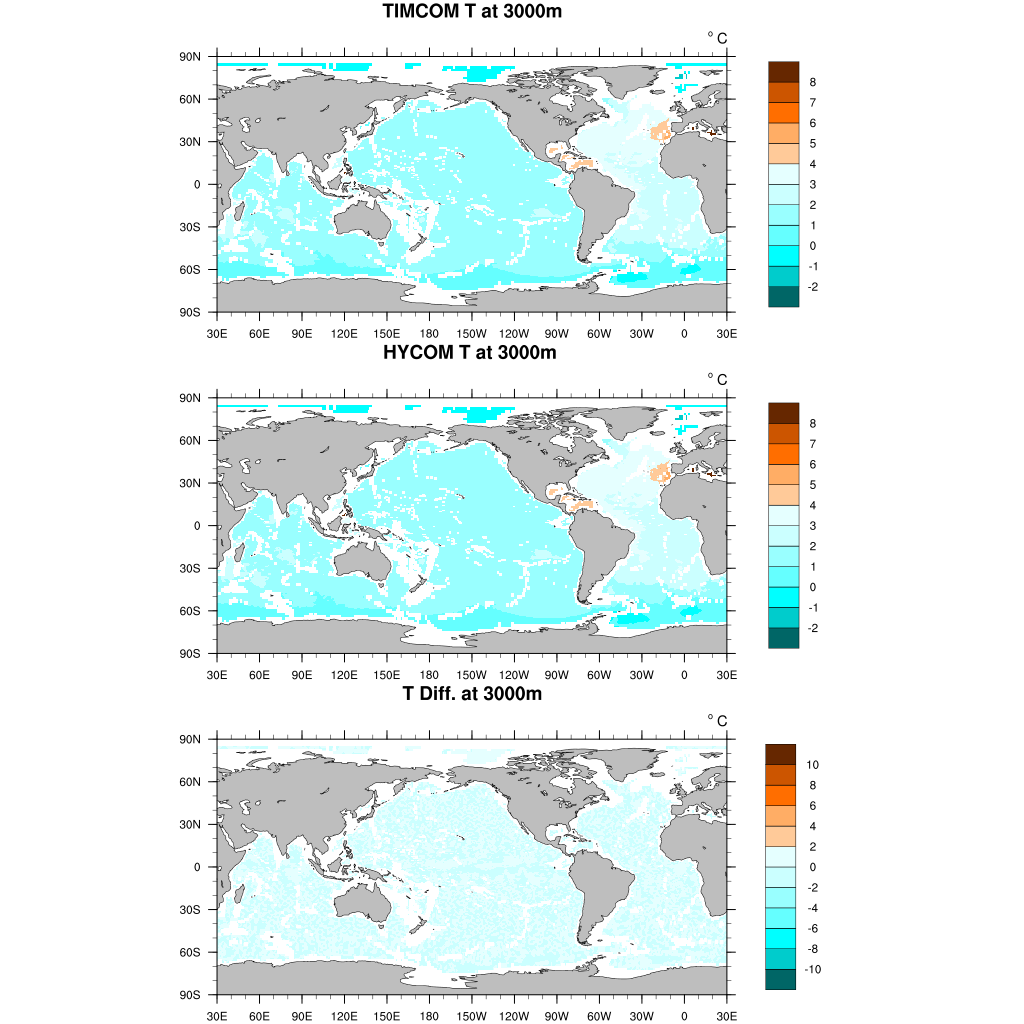 TIMCOM T at 3000m
° C
90N
60N
30N
0
30S
60S
90S
30E 60E 90E 120E 150E 180 150W 120W 90W 60W 30W 0 30E
8
7
6
5
4
3
2
1
0
-1
-2
HYCOM T at 3000m
° C
90N
60N
30N
0
30S
60S
90S
30E 60E 90E 120E 150E 180 150W 120W 90W 60W 30W 0 30E
8
7
6
5
4
3
2
1
0
-1
-2
T Diff. at 3000m
° C
90N
60N
30N
0
30S
60S
90S
30E 60E 90E 120E 150E 180 150W 120W 90W 60W 30W 0 30E
10
8
6
4
2
0
-2
-4
-6
-8
-10